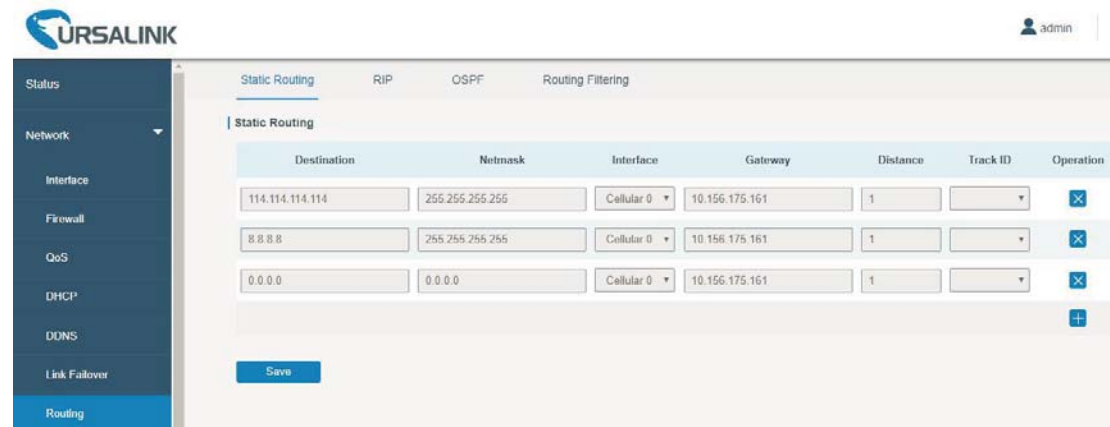 URSALINK
admin
Status
Network
Interface
Firewall
QoS
DHCP
DDNS
Link Failover
Routing
Static Routing RIP OSPF Routing Filtering
Static Routing
Destination Netmask Interface Gateway Distance Track ID Operation
114.114.114.114 255.255.255.255 Cellular 0 10.156.175.161 1
8.8.8.8 255.255.255.255 Cellular 0 10.156.175.161 1
0.0.0.0 0.0.0.0 Cellular 0 10.156.175.161 1
Save